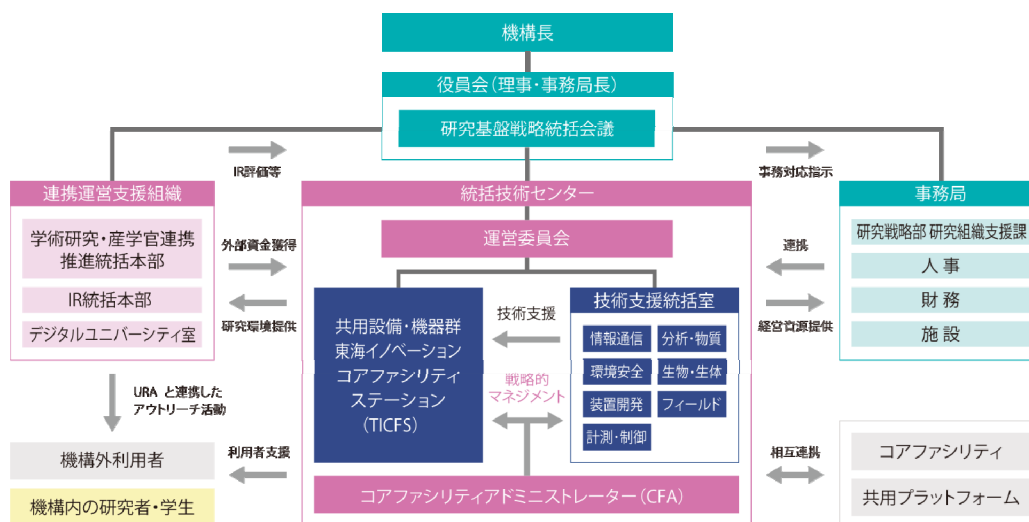 機構長
役員会（理事・事務局長）
研究基盤戦略統括会議
IR評価等
事務対応指示
連携運営支援組織
学術研究・産学官連携
推進統括本部
IR統括本部
デジタルユニバーシティ室
外部資金獲得
研究環境提供
統括技術センター
運営委員会
共用設備・機器群
東海イノベーション
コアファシリティ
ステーション
（TICFS）
技術支援
戦略的
マネジメント
技術支援統括室
情報通信
分析・物質
環境安全
生物・生体
装置開発
フィールド
計測・制御
コアファシリティアドミニストレーター（CFA）
連携
経営資源提供
事務局
研究戦略部 研究組織支援課
人事
財務
施設
URA と連携した
アウトリーチ活動
機構外利用者
機構内の研究者・学生
利用者支援
相互連携
コアファシリティ
共用プラットフォーム